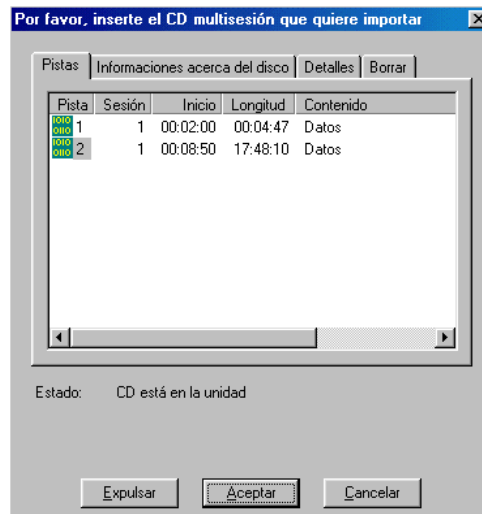 Por favor, inserte el CD multisesión que quiere importar
Pistas Informaciones acerca del disco Detalles Borrar
Pista Sesión Inicio Longitud Contenido
1 1 00:02:00 00:04:47 Datos
2 1 00:08:50 17:48:10 Datos
Estado: CD está en la unidad
Expulsar Aceptar Cancelar